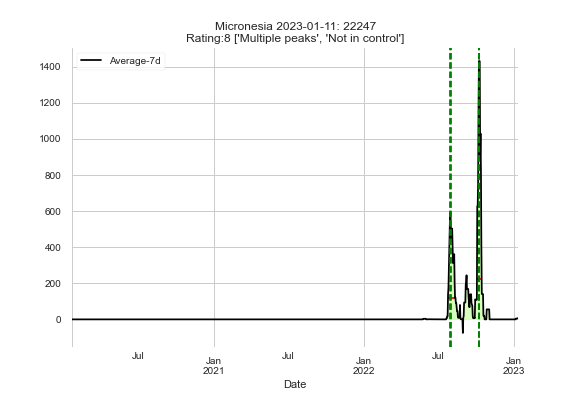 Micronesia 2023-01-11: 22247
Rating:8 ['Multiple peaks', 'Not in control']
Average-7d
1400
1200
1000
800
600
400
200
0
Jul Jan Jul Jan Jul Jan
2021 2022 2023
Date